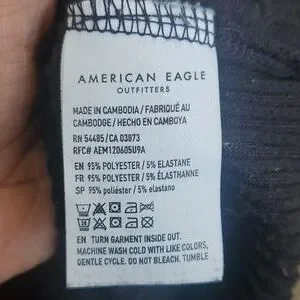 AMERICAN EAGLE
OUTFITTERS
MADE IN CAMBODIA / FABRIQUÉ AU
CAMBODGE / HECHO EN CAMBOYA
RN 54485/CA 03873
RFC# AEM120605U9A
EN 95% POLYESTER / 5% ELASTANE
FR 95% POLYESTER / 5% ÉLASTHANNE
SP 95% poliéster / 5% elastano
EN TURN GARMENT INSIDE OUT.
MACHINE WASH COLD WITH LIKE COLORS,
GENTLE CYCLE. DO NOT BLEACH. TUMBLE